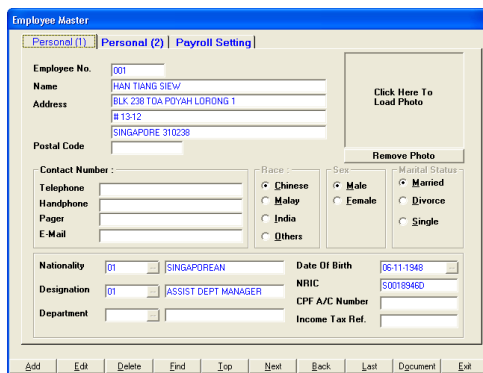 Employee Master
Personal (1) Personal (2) Payroll Setting
Employee No. 001
Name HAN TIANG SIEW
Address BLK 238 TOA POYAH LORONG 1
# 13-12
SINGAPORE 310238
Postal Code
Click Here To
Load Photo
Remove Photo
Contact Number :
Telephone
Handphone
Pager
E-Mail
Race :
Chinese
Malay
India
Others
Sex
Male
Female
Marital Status
Married
Divorce
Single
Nationality 01 ... SINGAPOREAN
Designation 01 ... ASSIST DEPT MANAGER
Department ...
Date Of Birth 06-11-1948 ...
NRIC S0018946D
CPF A/C Number
Income Tax Ref.
Add Edit Delete Find Top Next Back Last Document Exit